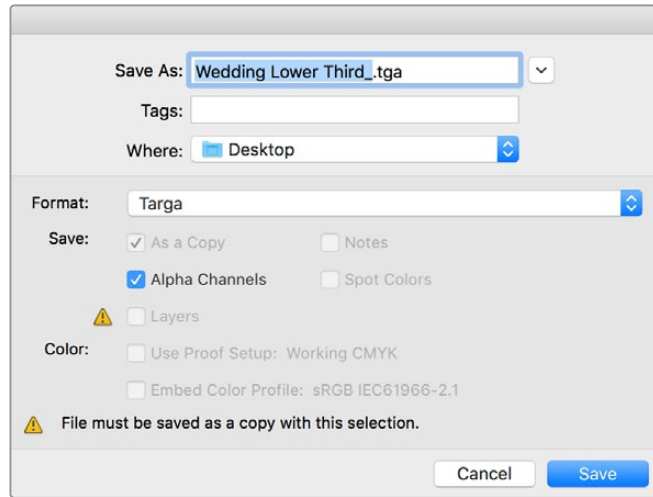 Save As: Wedding Lower Third_.tga
Tags:
Where: Desktop
Format: Targa
Save: As a Copy Notes
Alpha Channels Spot Colors
Layers
Color: Use Proof Setup: Working CMYK
Embed Color Profile: sRGB IEC61966-2.1
File must be saved as a copy with this selection.
Cancel Save